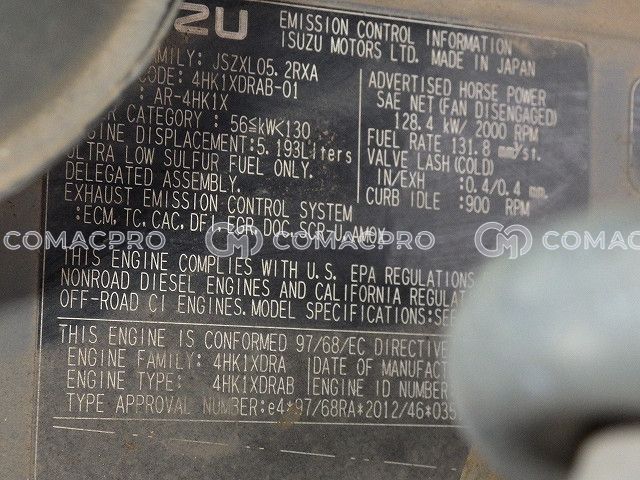 ZU
EMISSION CONTROL INFORMATION
ISUZU MOTORS LTD. MADE IN JAPAN
FAMILY: JSZXL05.2RXA
CODE: 4HK1XDRAB-01
: AR-4HK1X
CATEGORY : 56≦kW<130
DISPLACEMENT:5.193Liters
ULTRA LOW SULFUR FUEL ONLY.
DELEGATED ASSEMBLY.
EXHAUST EMISSION CONTROL SYSTEM
:ECM,TC,CAC,DFI,EGR,DOC,SCR-U,AMOX
ADVERTISED HORSE POWER
SAE NET(FAN DISENGAGED)
128.4 kW/ 2000 RPM
FUEL RATE 131.8 mm³/st.
VALVE LASH(COLD)
IN/EXH :0.4/0.4 mm.
CURB IDLE :900 RPM
COMACPRO COMACPRO COMACPRO
THIS ENGINE COMPLIES WITH U.S. EPA REGULATIONS
NONROAD DIESEL ENGINES AND CALIFORNIA
OFF-ROAD CI ENGINES.MODEL SPECIFICATIONS:
THIS ENGINE IS CONFORMED 97/68/EC DIRECTIVE
ENGINE FAMILY: 4HK1XDRA DATE OF
ENGINE TYPE: 4HK1XDRAB ENGINE ID NUMBER
TYPE APPROVAL NUMBER:e4*97/68RA*2012/46*035